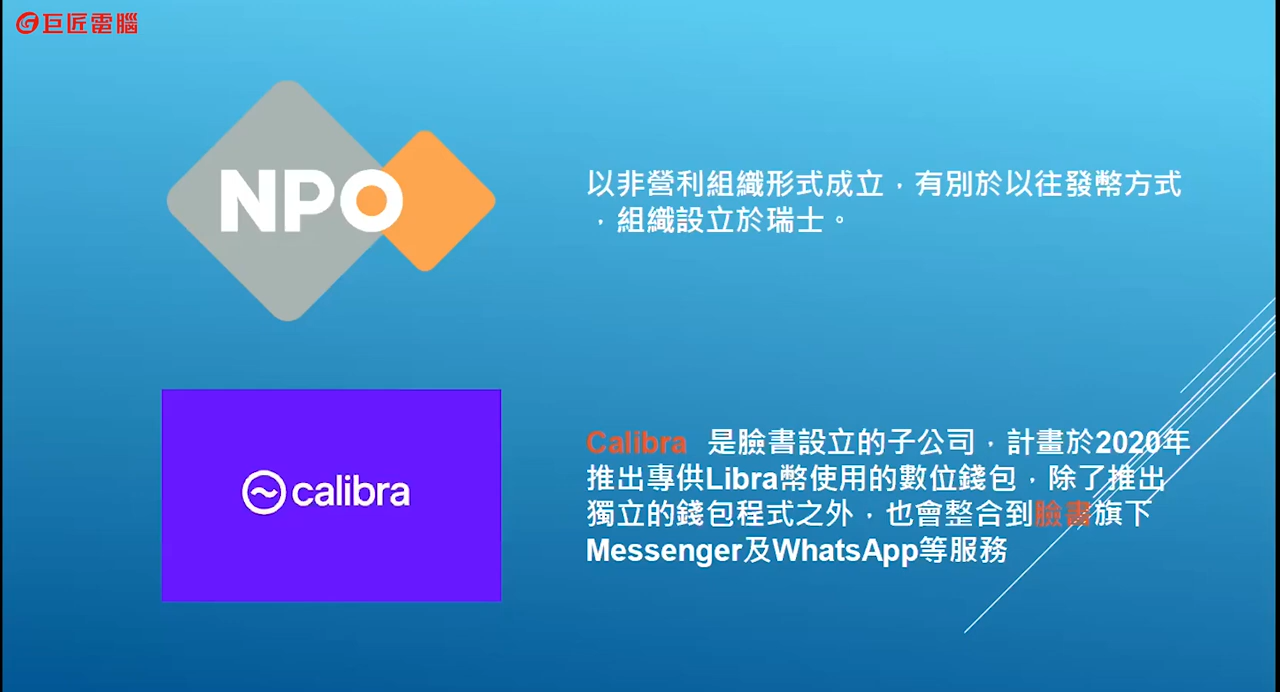 巨匠電腦
NPO
以非營利組織形式成立，有別於以往發幣方式
，組織設立於瑞士。
calibra
Calibra 是臉書設立的子公司，計畫於2020年
推出專供Libra幣使用的數位錢包，除了推出
獨立的錢包程式之外，也會整合到臉書旗下
Messenger及WhatsApp等服務